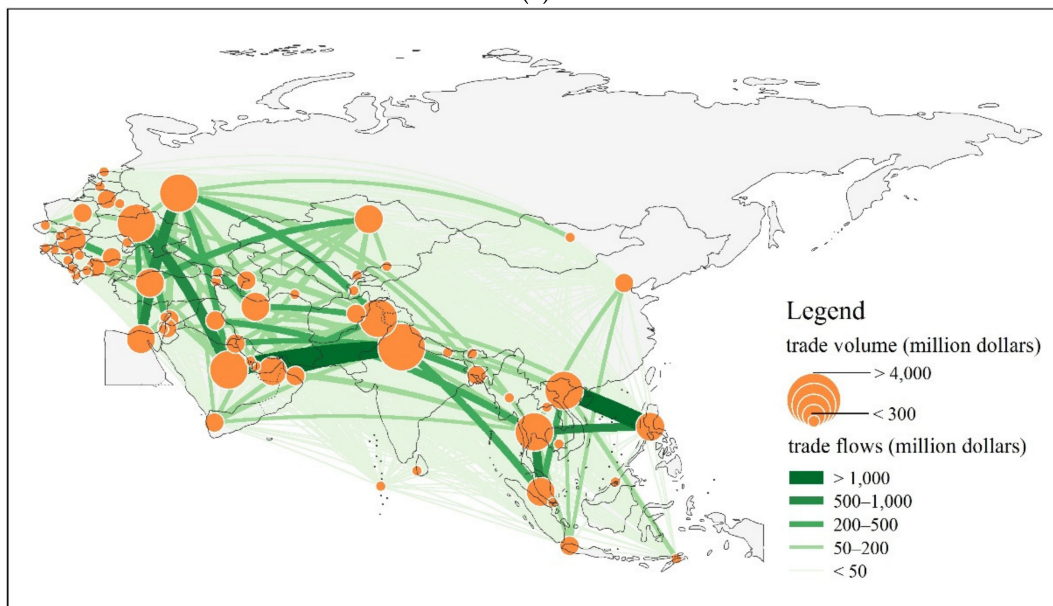 Legend
trade volume (million dollars)
> 4,000
< 300
trade flows (million dollars)
> 1,000
500–1,000
200–500
50–200
< 50